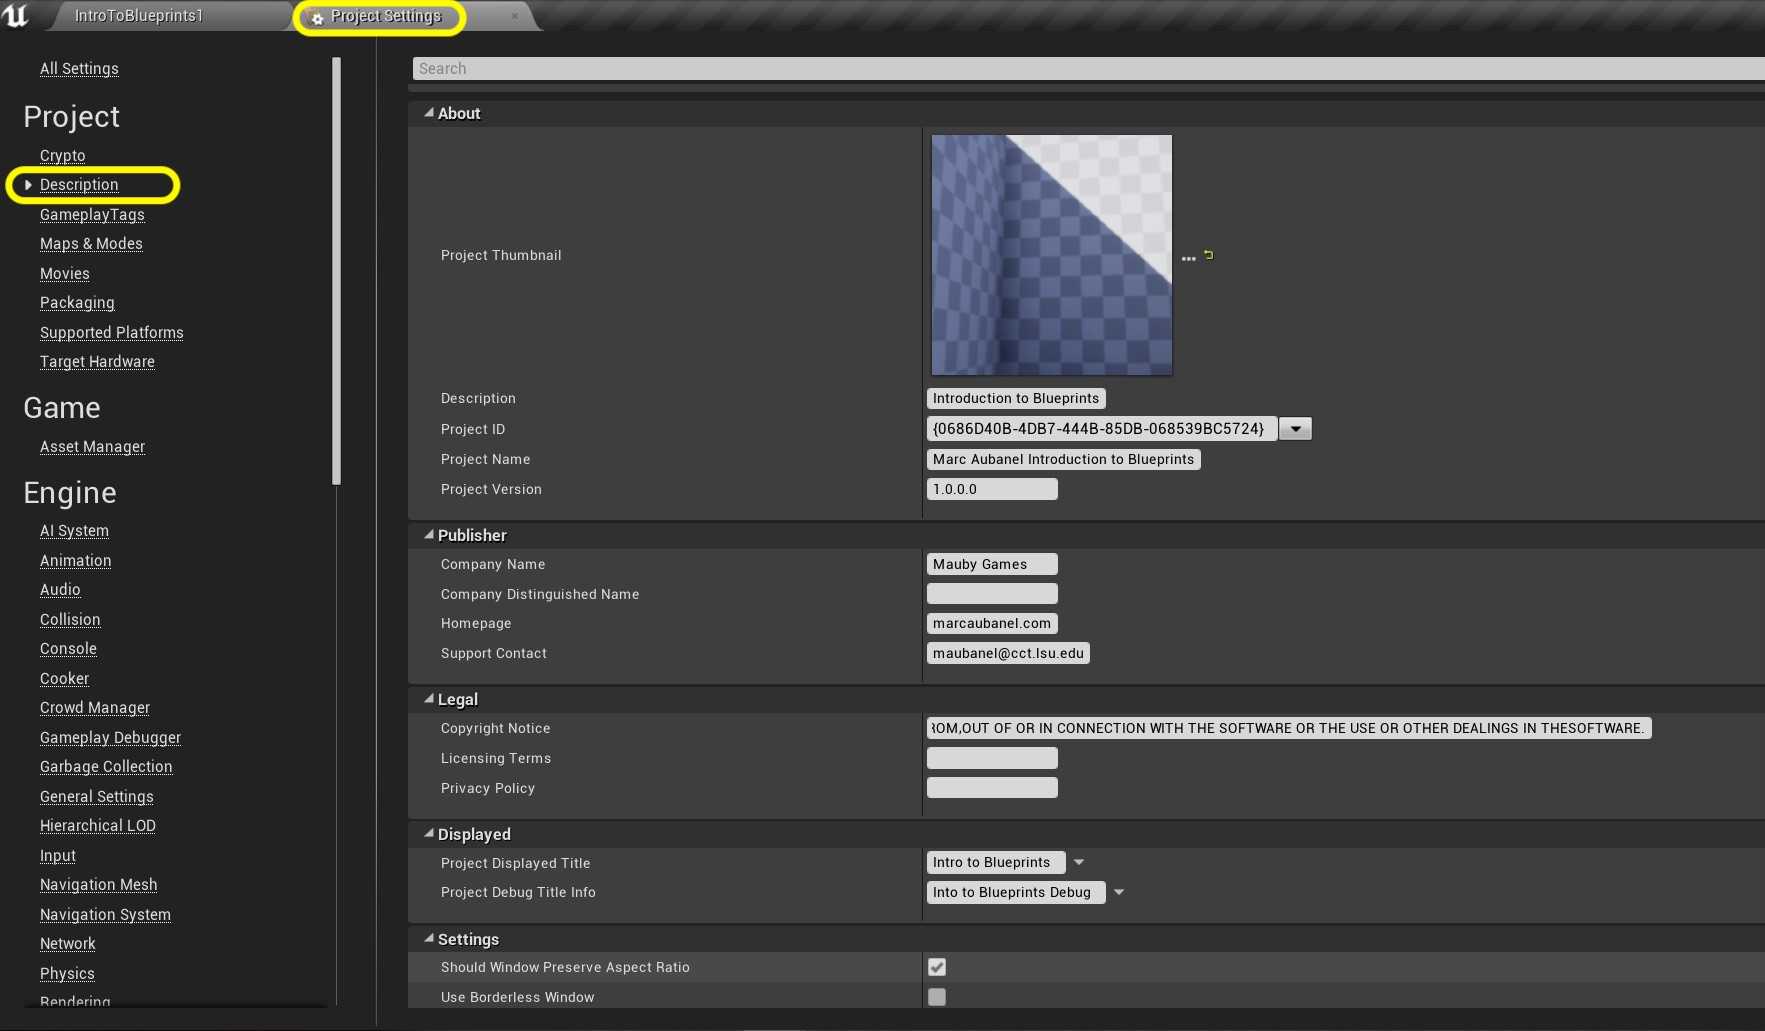 IntroToBlueprints1
Project Settings
All Settings
Project
Crypto
Description
GameplayTags
Maps & Modes
Movies
Packaging
Supported Platforms
Target Hardware
Game
Asset Manager
Engine
AI System
Animation
Audio
Collision
Console
Cooker
Crowd Manager
Gameplay Debugger
Garbage Collection
General Settings
Hierarchical LOD
Input
Navigation Mesh
Navigation System
Network
Physics
Rendering
Search
About
Project Thumbnail
...
Description Introduction to Blueprints
Project ID {0686D40B-4DB7-444B-85DB-068539BC5724}
Project Name Marc Aubanel Introduction to Blueprints
Project Version 1.0.0.0
Publisher
Company Name Mauby Games
Company Distinguished Name
Homepage marcaubanel.com
Support Contact maubanel@cct.lsu.edu
Legal
Copyright Notice ROM,OUT OF OR IN CONNECTION WITH THE SOFTWARE OR THE USE OR OTHER DEALINGS IN THESOFTWARE.
Licensing Terms
Privacy Policy
Displayed
Project Displayed Title Intro to Blueprints
Project Debug Title Info Into to Blueprints Debug
Settings
Should Window Preserve Aspect Ratio
Use Borderless Window